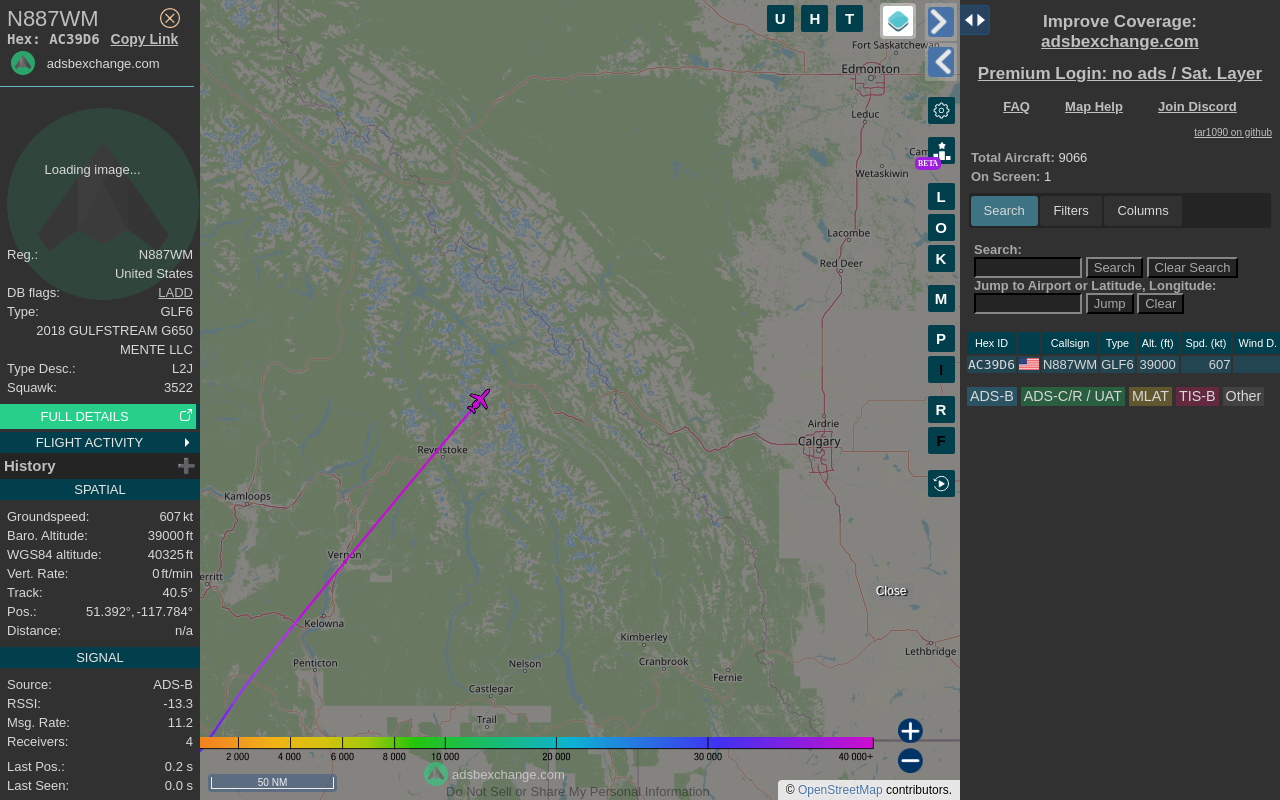 N887WM
Hex: AC39D6 Copy Link
adsbexchange.com
Loading image...
Reg.: N887WM
United States
DB flags: LADD
Type: GLF6
2018 GULFSTREAM G650
MENTE LLC
Type Desc.: L2J
Squawk: 3522
FULL DETAILS
FLIGHT ACTIVITY
History
SPATIAL
Groundspeed: 607 kt
Baro. Altitude: 39000 ft
WGS84 altitude: 40325 ft
Vert. Rate: 0 ft/min
Track: 40.5°
Pos.: 51.392°, -117.784°
Distance: n/a
SIGNAL
Source: ADS-B
RSSI: -13.3
Msg. Rate: 11.2
Receivers: 4
Last Pos.: 0.2 s
Last Seen: 0.0 s
U H T
Fort Saskatchewan
Edmonton
Leduc
Cam
BETA
Wetaskiwin
L
O
K
M
P
I
R
F
Lacombe
Red Deer
Airdrie
Calgary
Revelstoke
Kamloops
Vernon
erritt
Kelowna
Penticton
Nelson
Castlegar
Trail
Kimberley
Cranbrook
Fernie
Lethbridge
Close
2 000 4 000 6 000 8 000 10 000 20 000 30 000 40 000+
50 NM
adsbexchange.com
Do Not Sell or Share My Personal Information
© OpenStreetMap contributors.
Improve Coverage:
adsbexchange.com
Premium Login: no ads / Sat. Layer
FAQ Map Help Join Discord
tar1090 on github
Total Aircraft: 9066
On Screen: 1
Search Filters Columns
Search:
Search Clear Search
Jump to Airport or Latitude, Longitude:
Jump Clear
Hex ID Callsign Type Alt. (ft) Spd. (kt) Wind D.
AC39D6 N887WM GLF6 39000 607
ADS-B ADS-C/R / UAT MLAT TIS-B Other